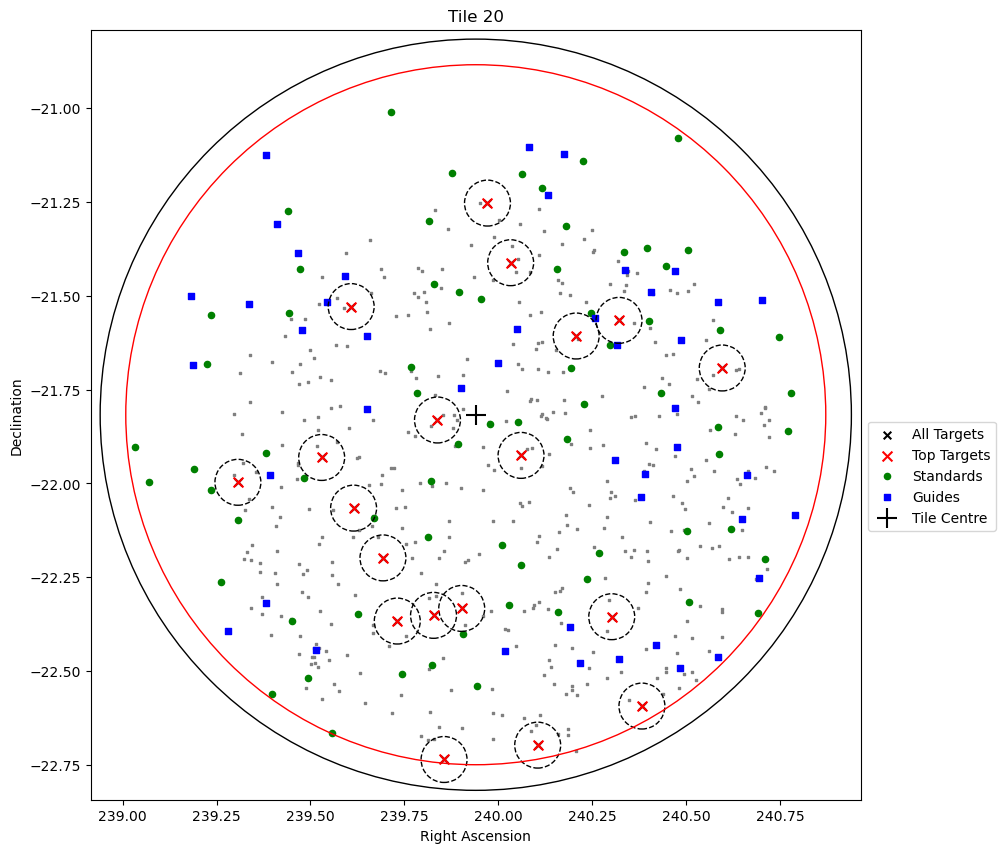 Tile 20
Declination
−21.00
−21.25
−21.50
−21.75
−22.00
−22.25
−22.50
−22.75
239.00 239.25 239.50 239.75 240.00 240.25 240.50 240.75
Right Ascension
All Targets
Top Targets
Standards
Guides
Tile Centre